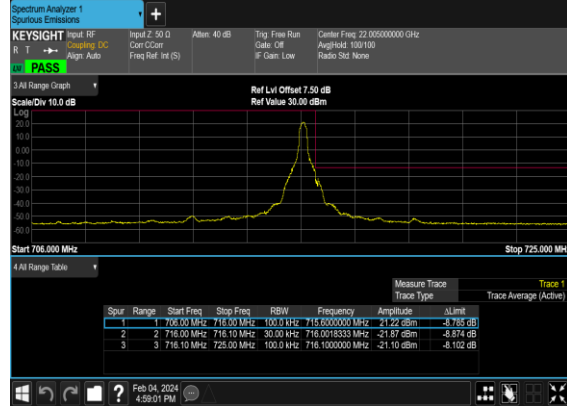 Spectrum Analyzer 1
Spurious Emissions
+
KEYSIGHT Input: RF Input Z: 50 Ω Atten: 40 dB Trig: Free Run Center Freq: 22.005000000 GHz
R T Coupling: DC Corr CCorr Gate: Off Avg|Hold: 100/100
Align: Auto Freq Ref: Int (S) IF Gain: Low Radio Std: None
PASS
3 All Range Graph
Ref Lvl Offset 7.50 dB
Scale/Div 10.0 dB Ref Value 30.00 dBm
Log
20.0
10.0
0.00
-10.0
-20.0
-30.0
-40.0
-50.0
-60.0
Start 706.000 MHz Stop 725.000 MH
4 All Range Table
Measure Trace Trace 1
Trace Type Trace Average (Active)
Spur Range Start Freq Stop Freq RBW Frequency Amplitude ΔLimit
1 1 706.00 MHz 716.00 MHz 100.0 kHz 715.6000000 MHz 21.22 dBm -8.785 dB
2 2 716.00 MHz 716.10 MHz 30.00 kHz 716.0018333 MHz -21.87 dBm -8.874 dB
3 3 716.10 MHz 725.00 MHz 100.0 kHz 716.1000000 MHz -21.10 dBm -8.102 dB
? Feb 04, 2024
4:59:01 PM